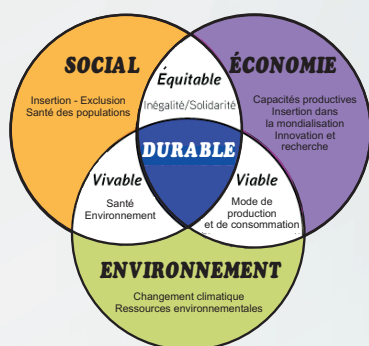 SOCIAL
ÉCONOMIE
Équitable
Insertion - Exclusion
Santé des populations
Inégalité/Solidarité
Capacités productives
Insertion dans
la mondialisation
Innovation et
recherche
DURABLE
Vivable
Santé
Environnement
Viable
Mode de
production
et de consommation
ENVIRONNEMENT
Changement climatique
Ressources environnementales